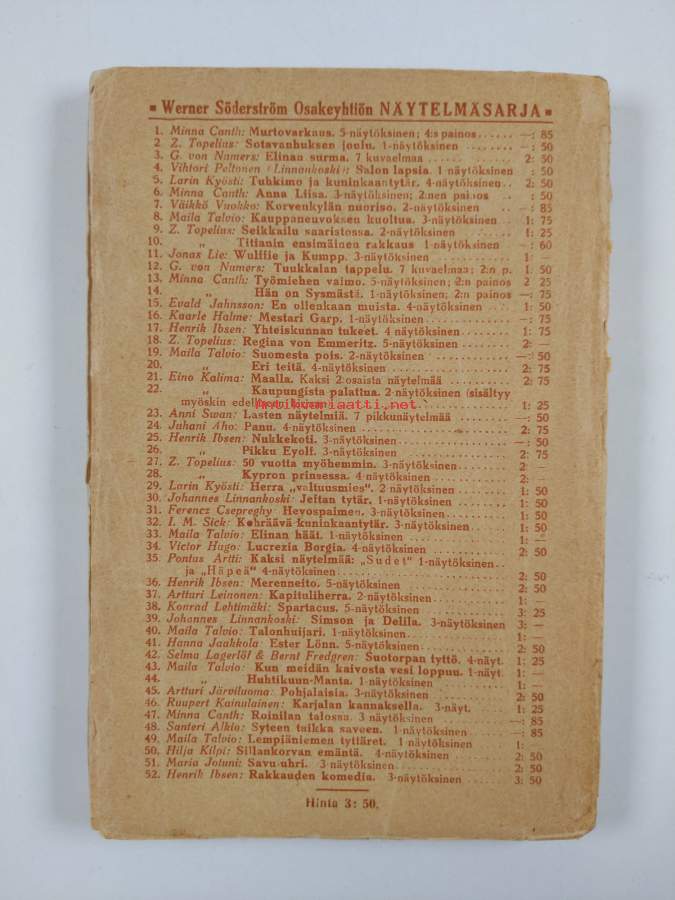 ▪ Werner Söderström Osakeyhtiön NÄYTELMÄSARJA ▪
1. Minna Canth: Murtovarkaus. 5-näytöksinen; 4:s painos...... —: 85
2. Z. Topelius: Sotavanhuksen joulu. 1-näytöksinen ........ —: 50
3. G. von Numers: Elinan surma. 7 kuvaelmaa ........ 2: 50
4. Vihtori Peltonen (Linnankoski): Salon lapsia. 1 näytöksinen : 50
5. Larin Kyösti: Tuhkimo ja kuninkaantytär. 4-näytöksinen .. 2: 50
6. Minna Canth: Anna Liisa. 3-näytöksinen; 2:nen painos .. : 50
7. Väikkö Vuokko: Korvenkylän nuoriso. 2-näytöksinen ..... — 85
8. Maila Talvio: Kauppaneuvoksen kuoltua. 3-näytöksinen .. 1: 75
9. Z. Topelius: Seikkailu saaristossa. 2-näytöksinen ...... 1: 25
10. „ Titianin ensimäinen rakkaus 1-näytöksinen —: 60
11. Jonas Lie: Wulffie ja Kumpp. 3-näytöksinen ...... 1: —
12. G. von Numers: Tuukkalan tappelu. 7 kuvaelmaa; 2:n p. 1: 50
13. Minna Canth: Työmiehen vaimo. 5-näytöksinen; 2:n painos 2 25
14. „ Hän on Sysmästä. 1-näytöksinen; 2:n painos —: 75
15. Evald Jahnsson: En ollenkaan muista. 4-näytöksinen .... 1: 50
16. Kaarle Halme: Mestari Garp. 1-näytöksinen ........ —: 75
17. Henrik Ibsen: Yhteiskunnan tukeet. 4 näytöksinen ..... 1: 75
18. Z. Topelius: Regina von Emmeritz. 5-näytöksinen ...... 2: —
19. Maila Talvio: Suomesta pois. 2-näytöksinen ........ —: 50
20. „ Eri teitä. 4-näytöksinen ........ 2: 75
21. Eino Kalima: Maalla. Kaksi 2:osaista näytelmää ...... 2: 75
22. „ Kaupungista palattua. 2-näytöksinen (sisältyy
myöskin edelliseen ........ 1: 25
Antikvariaatti.net
23. Anni Swan: Lasten näytelmiä. 7 pikkunäytelmää ...... —: 50
24. Juhani Aho: Panu. 4-näytöksinen ........ 2: 75
25. Henrik Ibsen: Nukkekoti. 3-näytöksinen ........ —: 50
26. „ Pikku Eyolf. 3-näytöksinen ........ 2: 75
27. Z. Topelius: 50 vuotta myöhemmin. 3-näytöksinen ...... 2: —
28. „ Kypron prinsessa. 4-näytöksinen ...... 2: —
29. Larin Kyösti: Herra „valtuusmies". 2-näytöksinen ...... 1: 50
30. Johannes Linnankoski: Jeftan tytär. 1-näytöksinen ...... 1: 50
31. Ferencz Csepreghy: Hevospaimen. 3-näytöksinen ...... 1: 50
32. I. M. Sick: Kehräävä kuninkaantytär. 3-näytöksinen .... 1: 50
33. Maila Talvio: Elinan häät. 1-näytöksinen ........ 1: —
34. Victor Hugo: Lucrezia Borgia. 4-näytöksinen ........ 2: 50
35. Pontus Artti: Kaksi näytelmää: „Sudet" 1-näytöksinen..
ja „Häpeä" 4-näytöksinen ........ 2: 50
36. Henrik Ibsen: Merenneito. 5-näytöksinen ........ 2: 50
37. Artturi Leinonen: Kapituliherra. 2-näytöksinen ...... 1: —
38. Konrad Lehtimäki: Spartacus. 5 näytöksinen ...... 3: 25
39. Johannes Linnankoski: Simson ja Delila. 3-näytöksinen 3: —
40. Maila Talvio: Talonhuijari. 1-näytöksinen ........ 1: —
41. Hanna Jaakkola: Ester Lönn. 5-näytöksinen ........ 2: 50
42. Selma Lagerlöf & Bernt Fredgren: Suotorpan tyttö. 4-näyt. 1: 25
43. Maila Talvio: Kun meidän kaivosta vesi loppuu. 1-näyt. 1: —
44. „ Huhtikuun-Manta. 1-näytöksinen ...... 1: —
45. Artturi Järviluoma: Pohjalaisia. 3-näytöksinen ...... 2: 50
46. Ruupert Kainulainen: Karjalan kannaksella. 3-näyt. .... 1: 25
47. Minna Canth: Roinilan talossa. 3 näytöksinen ...... —: 85
48. Santeri Alkio: Syteen taikka saveen. 1-näytöksinen ...... —: 85
49. Maila Talvio: Lempiäniemen tyttäret. 1-näytöksinen .... 1:
50. Hilja Kilpi: Sillankorvan emäntä. 4-näytöksinen ...... 2: 50
51. Maria Jotuni: Savu-uhri. 3-näytöksinen ........ 2: 50
52. Henrik Ibsen: Rakkauden komedia. 3-näytöksinen ...... 3: 50
Hinta 3: 50.